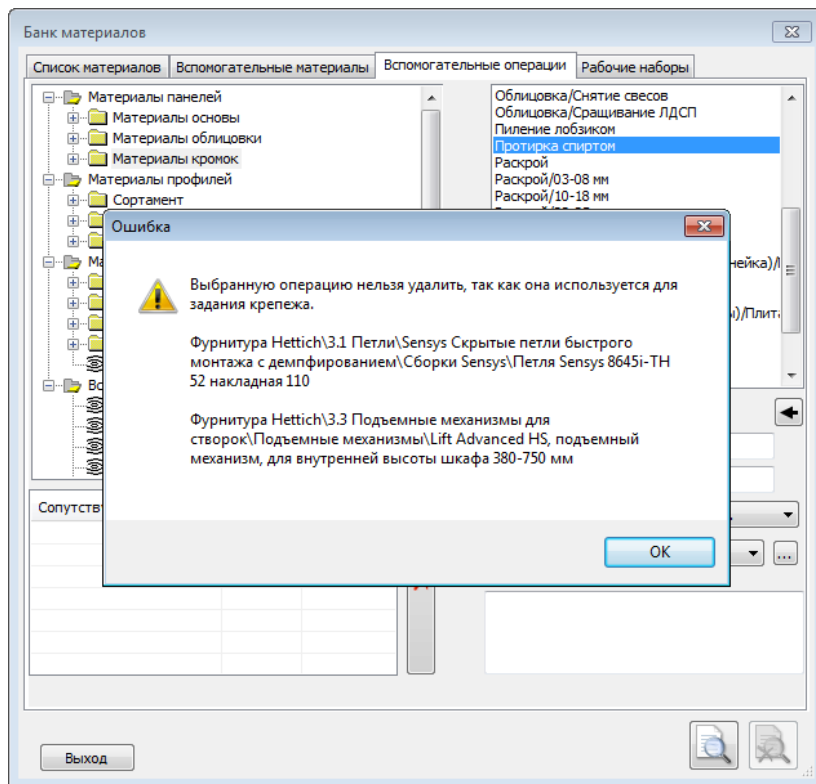 Банк материалов
Список материалов
Вспомогательные материалы
Вспомогательные операции
Рабочие наборы
Материалы панелей
Материалы основы
Материалы облицовки
Материалы кромок
Материалы профилей
Сортамент
Облицовка/Снятие свесов
Облицовка/Сращивание ЛДСП
Пиление лобзиком
Протирка спиртом
Раскрой
Раскрой/03-08 мм
Раскрой/10-18 мм
Ошибка
Выбранную операцию нельзя удалить, так как она используется для
задания крепежа.
Фурнитура Hettich\3.1 Петли\Sensys Скрытые петли быстрого
монтажа с демпфированием\Сборки Sensys\Петля Sensys 8645i-TH
52 накладная 110
Фурнитура Hettich\3.3 Подъемные механизмы для
створок\Подъемные механизмы\Lift Advanced HS, подъемный
механизм, для внутренней высоты шкафа 380-750 мм
OK
Выход